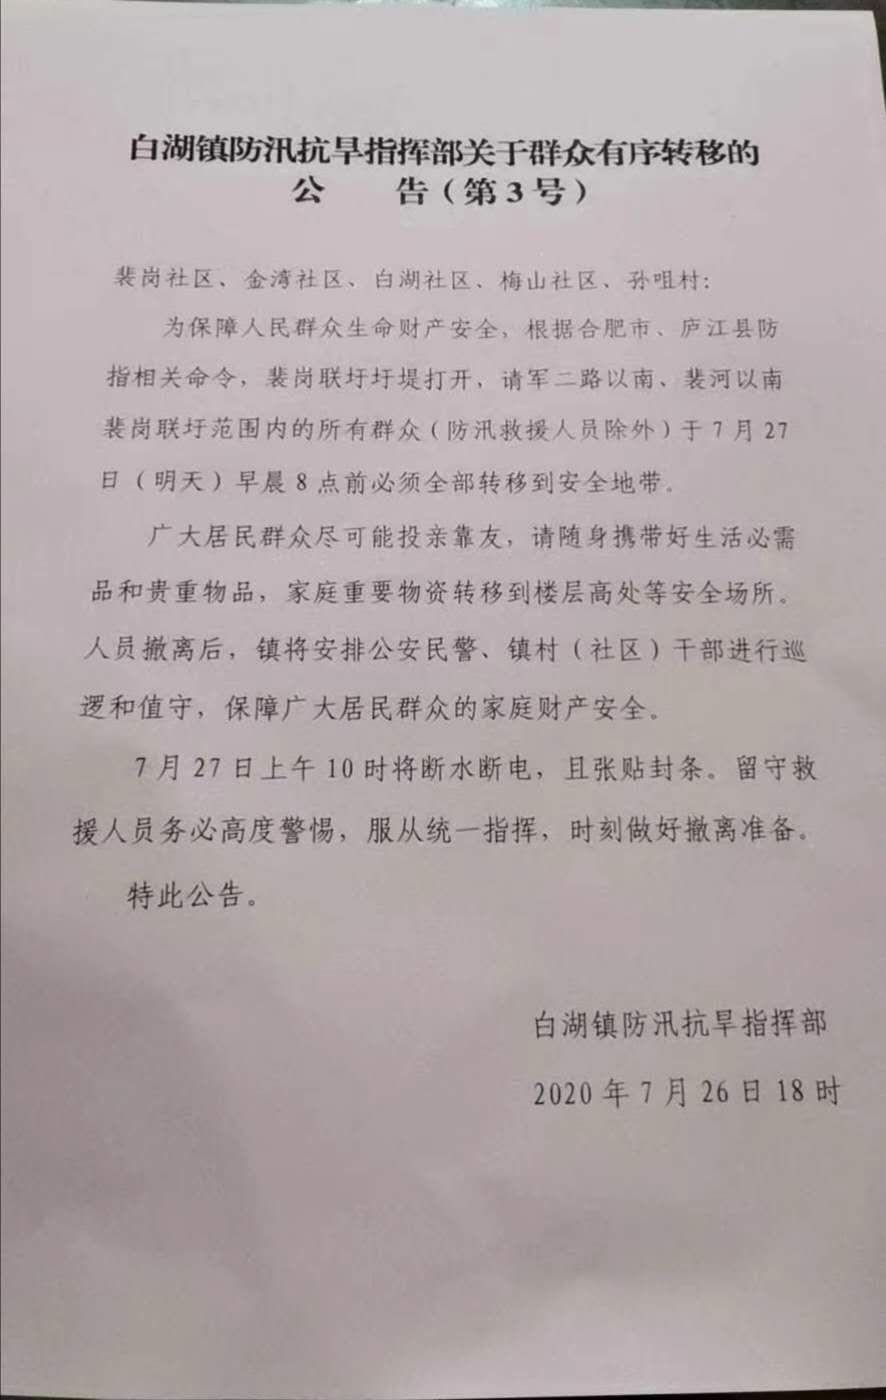 白湖镇防汛抗旱指挥部关于群众有序转移的
公 告（第3号）
裴岗社区、金湾社区、白湖社区、梅山社区、孙咀村：
为保障人民群众生命财产安全，根据合肥市、庐江县防
指相关命令，裴岗联圩圩堤打开，请军二路以南、裴河以南
裴岗联圩范围内的所有群众（防汛救援人员除外）于7月27
日（明天）早晨8点前必须全部转移到安全地带。
广大居民群众尽可能投亲靠友，请随身携带好生活必需
品和贵重物品，家庭重要物资转移到楼层高处等安全场所。
人员撤离后，镇将安排公安民警、镇村（社区）干部进行巡
逻和值守，保障广大居民群众的家庭财产安全。
7月27日上午10时将断水断电，且张贴封条。留守救
援人员务必高度警惕，服从统一指挥，时刻做好撤离准备。
特此公告。
白湖镇防汛抗旱指挥部
2020年7月26日18时